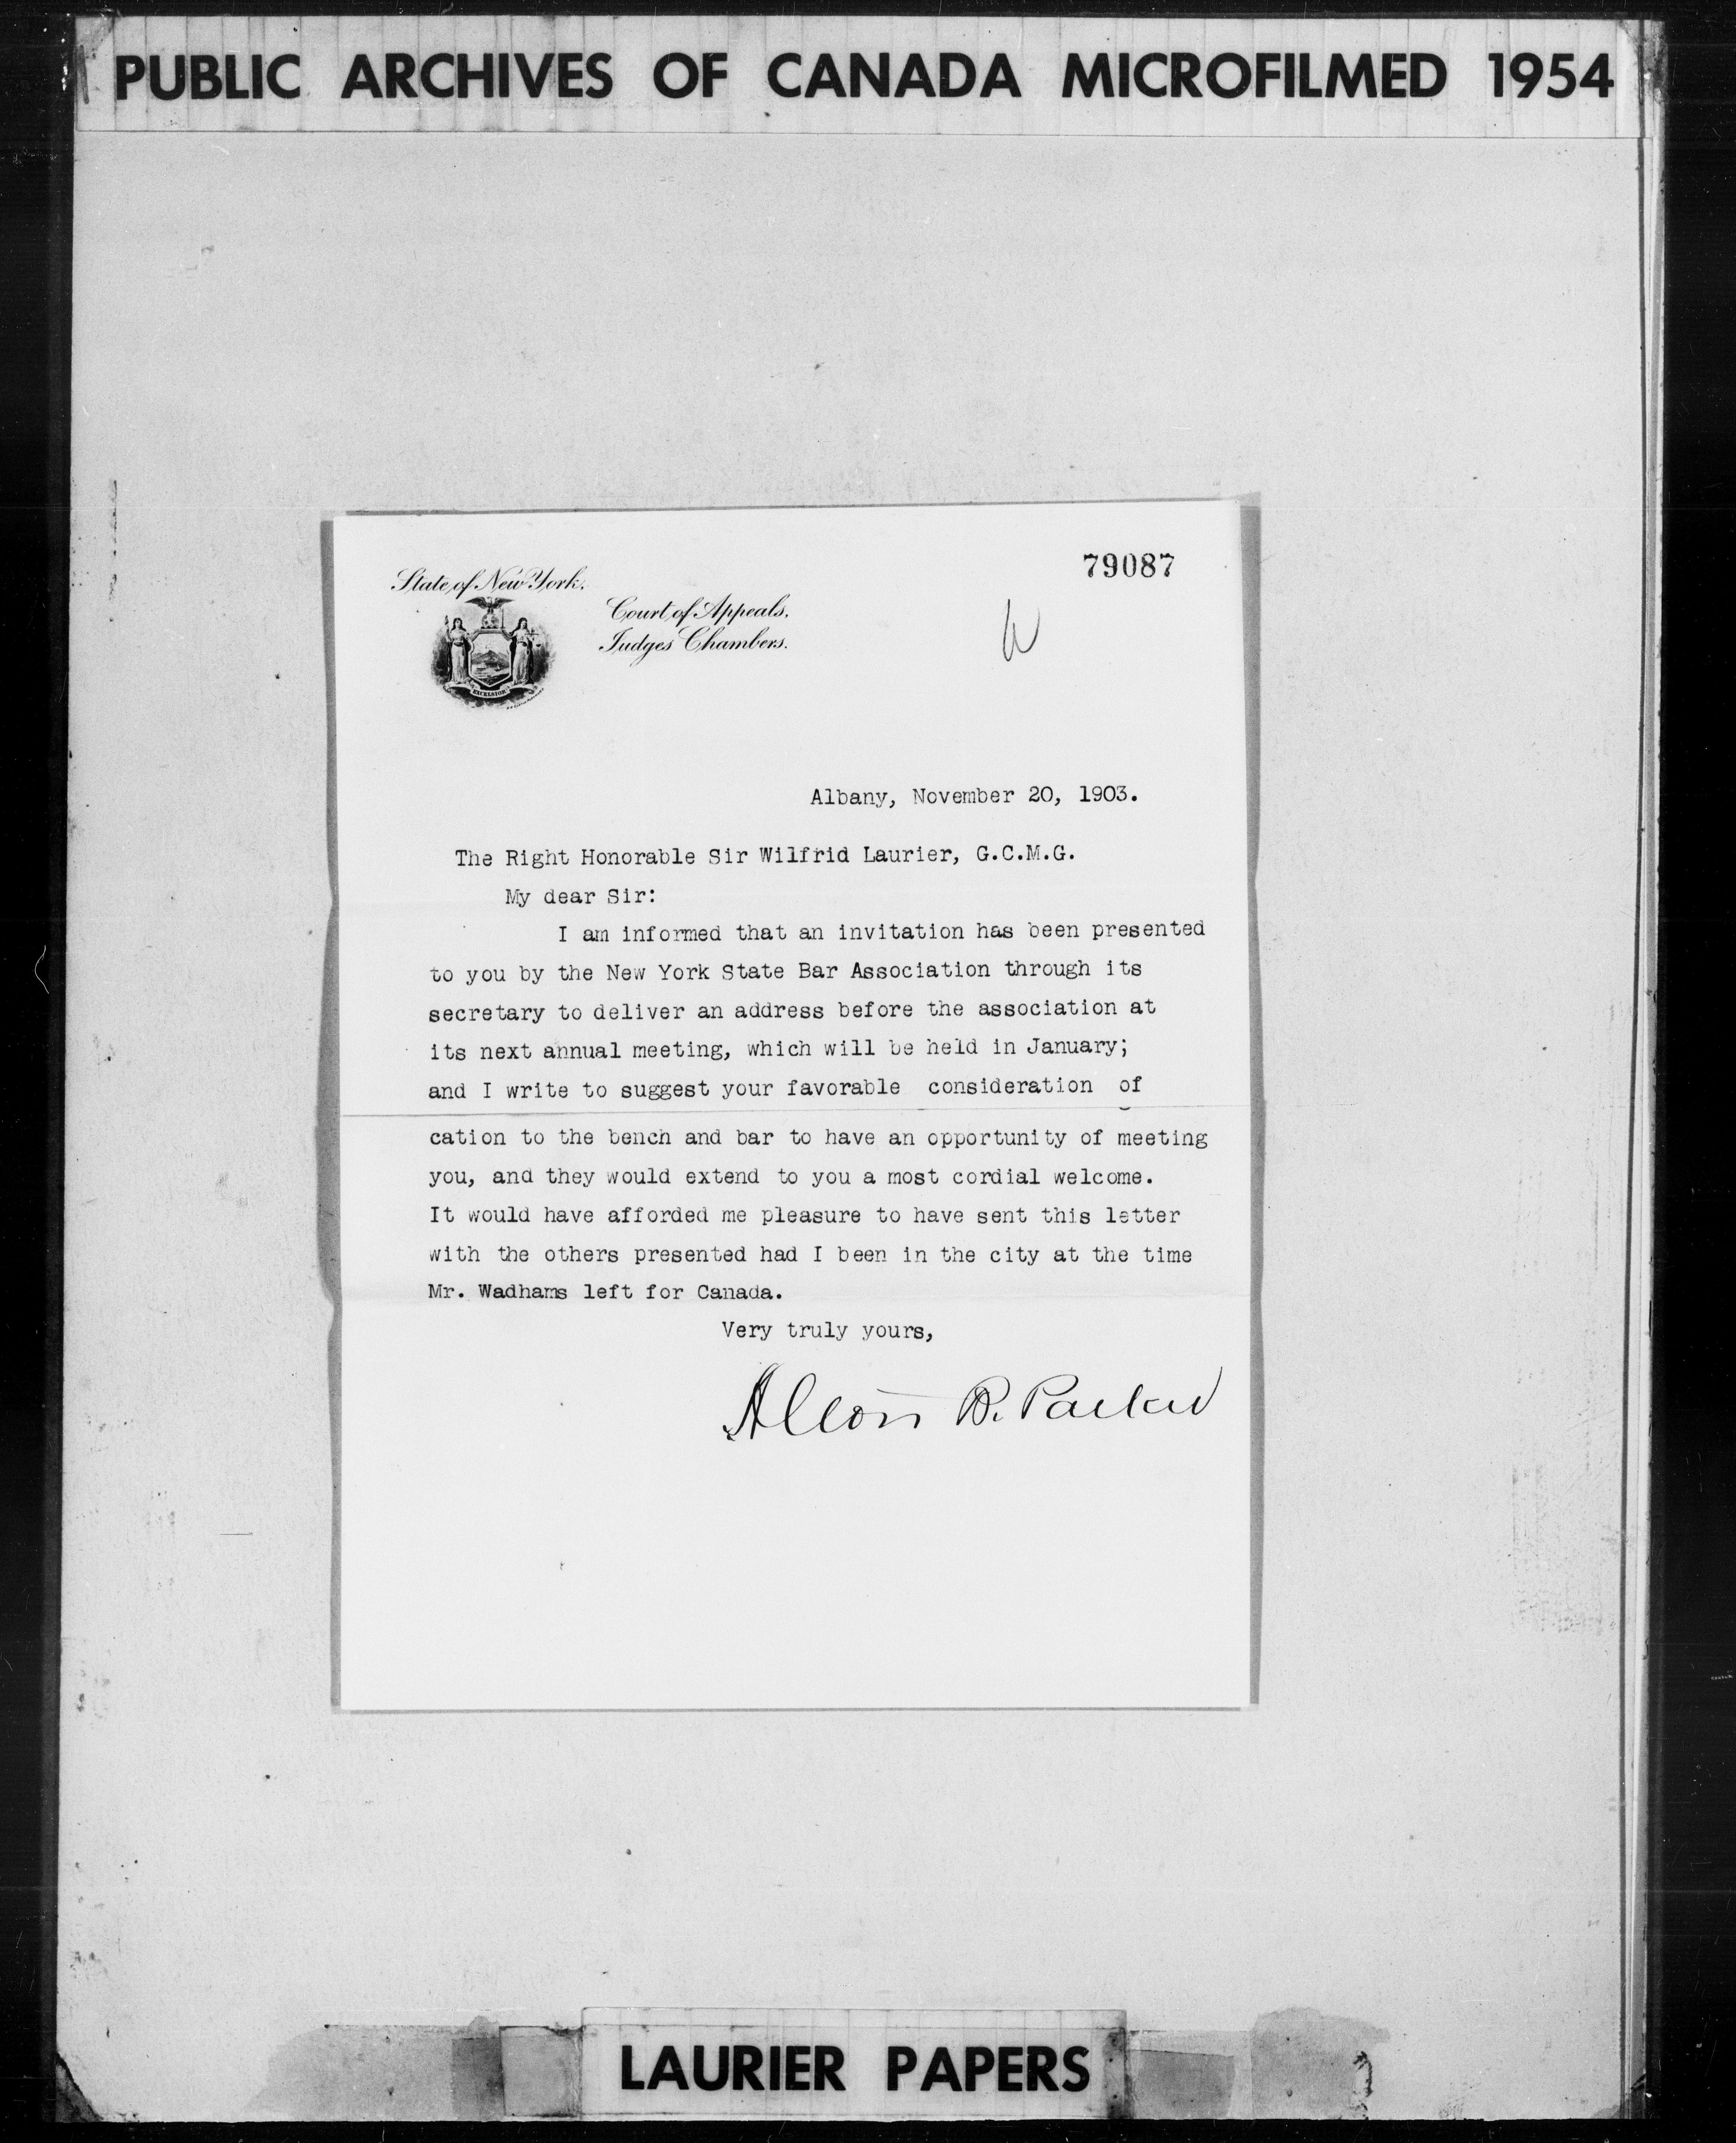 PUBLIC ARCHIVES OF CANADA MICROFILMED 1954
79087
State of New York.
Court of Appeals.
Judges Chambers.
EXCELSIOR
Albany, November 20, 1903.
The Right Honorable Sir Wilfrid Laurier, G.C.M.G.
My dear Sir:
I am informed that an invitation has been presented
to you by the New York State Bar Association through its
secretary to deliver an address before the association at
its next annual meeting, which will be held in January;
and I write to suggest your favorable consideration of
cation to the bench and bar to have an opportunity of meeting
you, and they would extend to you a most cordial welcome.
It would have afforded me pleasure to have sent this letter
with the others presented had I been in the city at the time
Mr. Wadhams left for Canada.
Very truly yours,
Alton B. Parker
LAURIER PAPERS